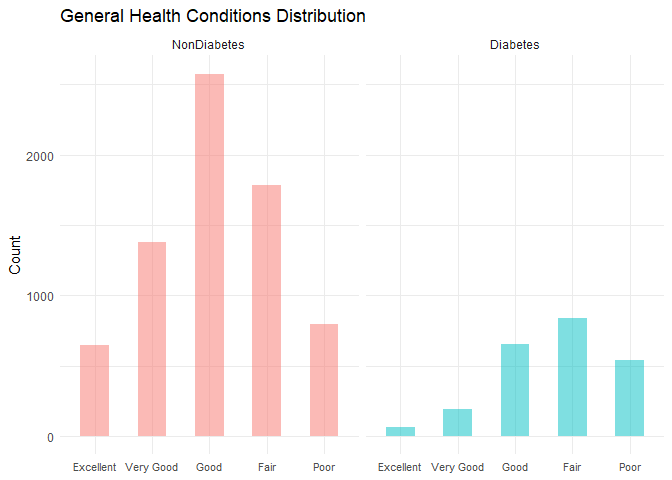 General Health Conditions Distribution
NonDiabetes
Diabetes
Count
2000
1000
0
Excellent Very Good Good Fair Poor
Excellent Very Good Good Fair Poor